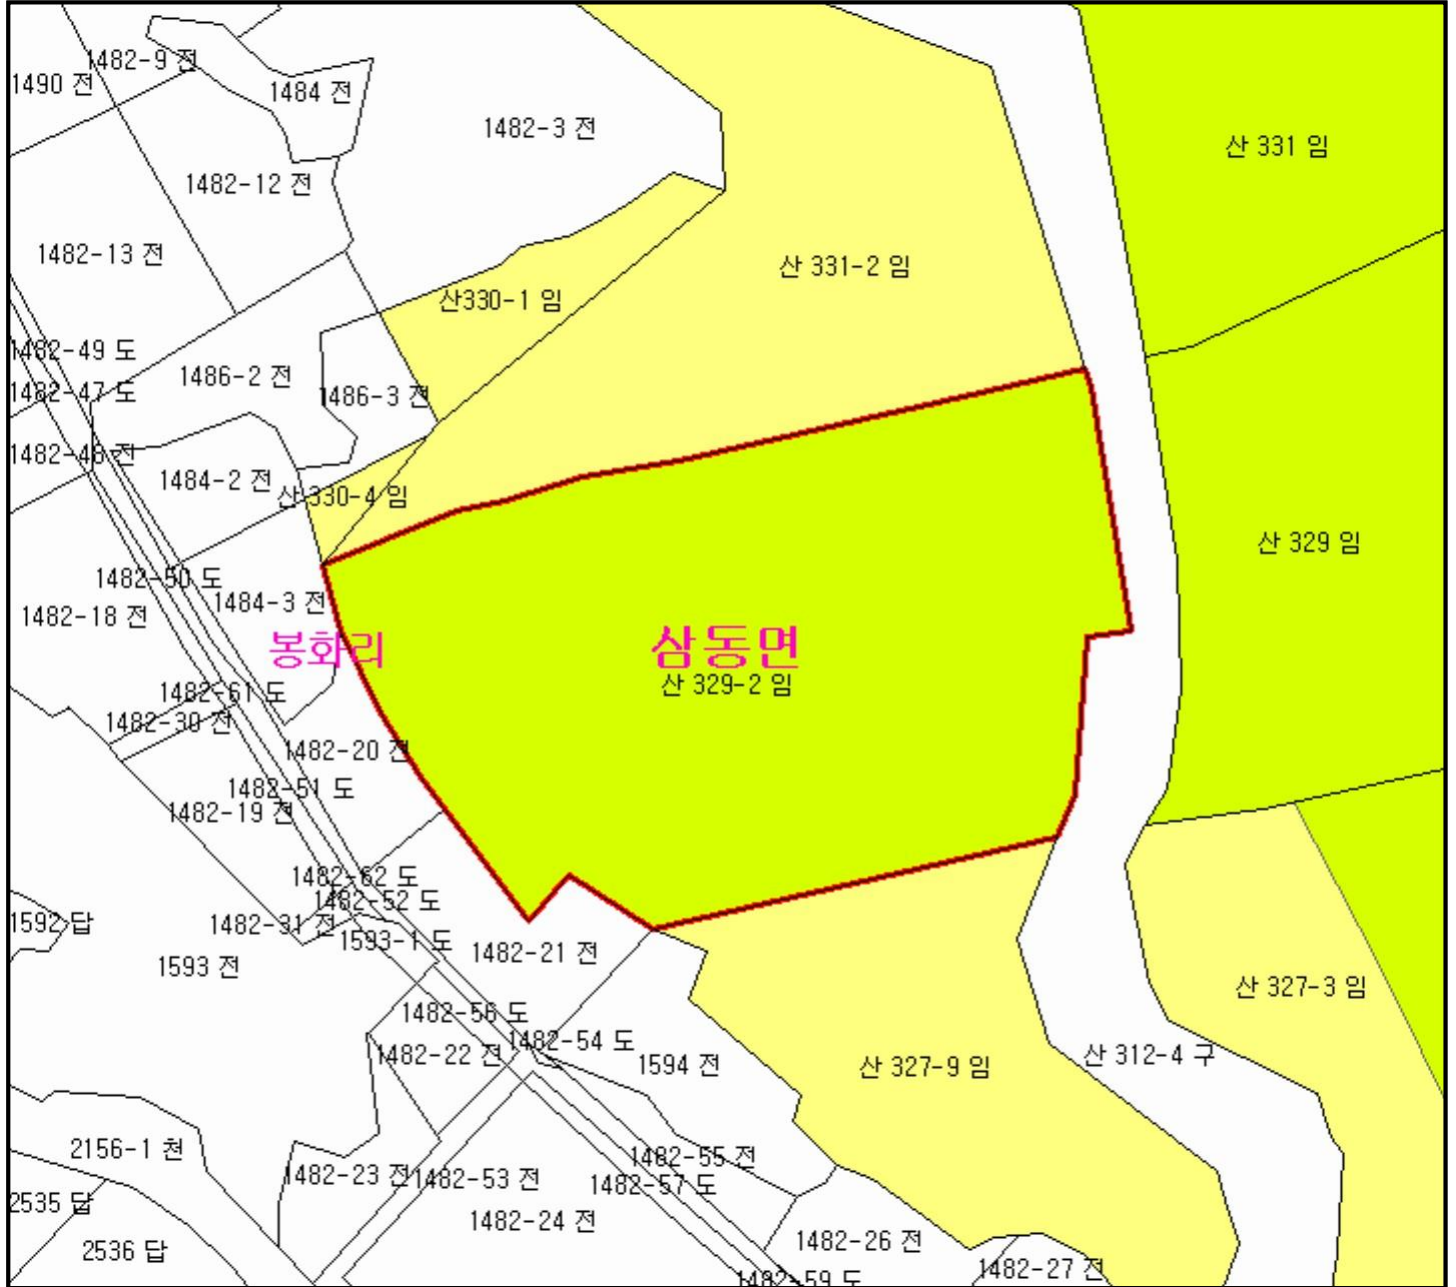 1482-9 전
1490 전
1484 전
1482-3 전
산 331 임
1482-12 전
1482-13 전
산 331-2 임
산330-1 임
1482-49 도
1486-2 전
1482-47 도
1486-3 전
1482-48 전
1484-2 전
산 330-4 임
산 329 임
1482-50 도
1484-3 전
1482-18 전
봉화리
삼동면
산 329-2 임
1482-61 도
1482-30 전
1482-20 전
1482-51 도
1482-19 전
1482-62 도
1482-52 도
1592 답
1482-31 전
1593-1 도
1482-21 전
1593 전
산 327-3 임
1482-56 도
1482-54 도
1482-22 전
1594 전
산 327-9 임
산 312-4 구
2156-1 천
1482-55 전
1482-23 전
1482-53 전
1482-57 도
2535 답
1482-24 전
1482-26 전
2536 답
1482-27 전
1482-59 도